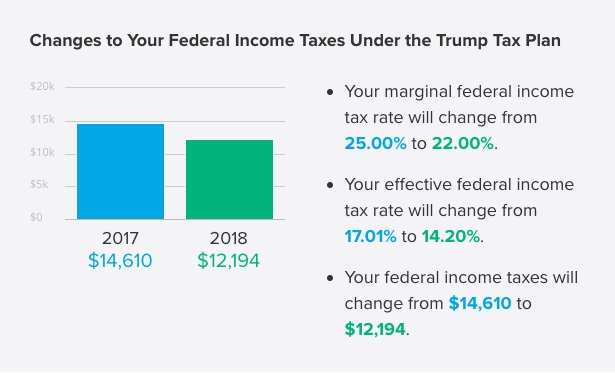 Changes to Your Federal Income Taxes Under the Trump Tax Plan
$20k
$15k
$10k
$5k
$0
2017
$14,610
2018
$12,194
• Your marginal federal income
tax rate will change from
25.00% to 22.00%.
• Your effective federal income
tax rate will change from
17.01% to 14.20%.
• Your federal income taxes will
change from $14,610 to
$12,194.